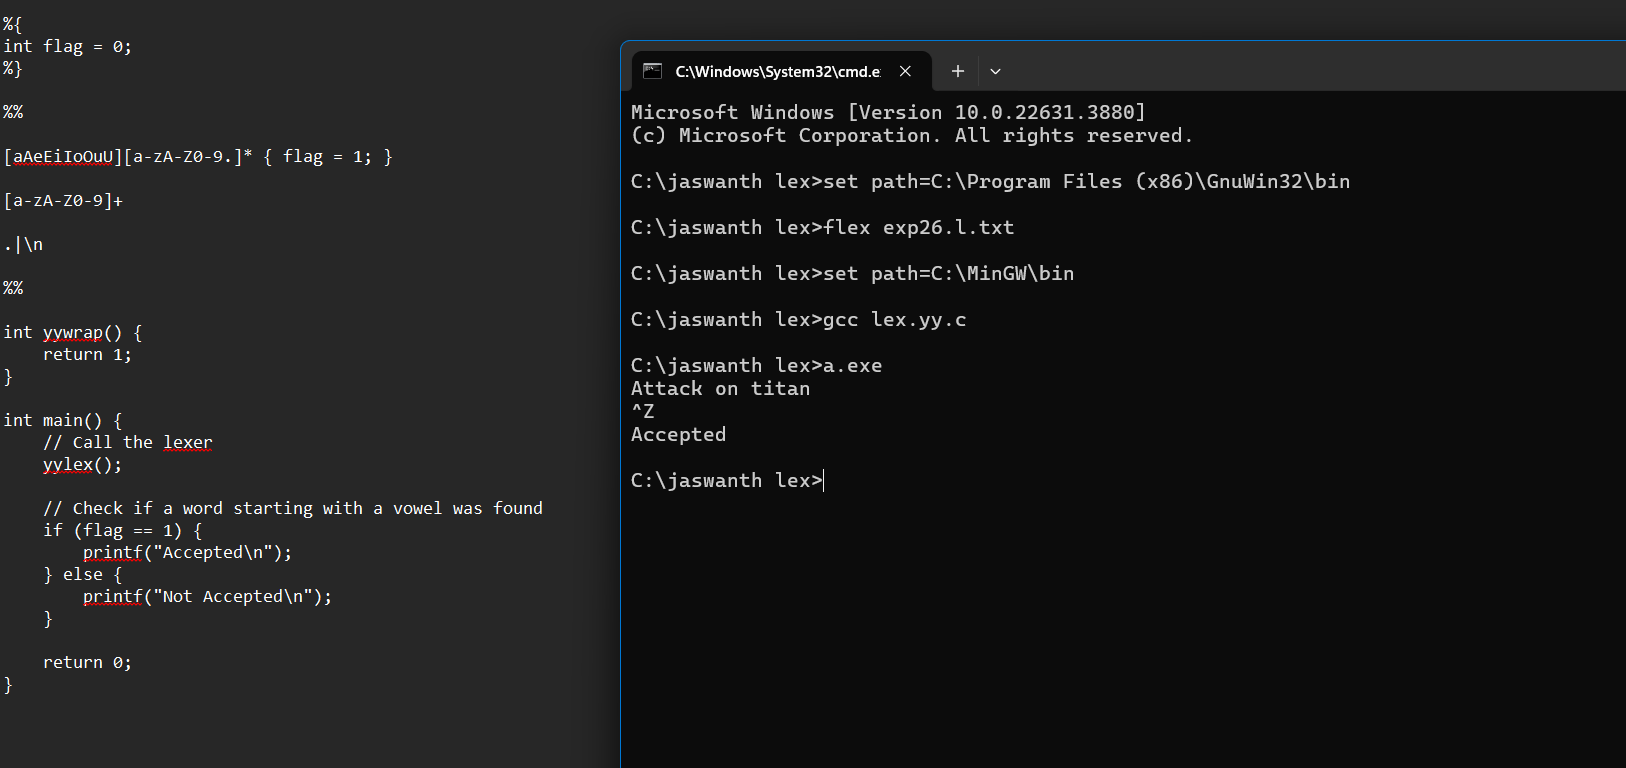 %{
int flag = 0;
%}
%%
[aAeEiIoOuU][a-zA-Z0-9.]* { flag = 1; }
[a-zA-Z0-9]+
.|\n
%%
int yywrap() {
    return 1;
}
int main() {
    // Call the lexer
    yylex();
    // Check if a word starting with a vowel was found
    if (flag == 1) {
        printf("Accepted\n");
    } else {
        printf("Not Accepted\n");
    }
    return 0;
}
C:\Windows\System32\cmd.e
Microsoft Windows [Version 10.0.22631.3880]
(c) Microsoft Corporation. All rights reserved.
C:\jaswanth lex>set path=C:\Program Files (x86)\GnuWin32\bin
C:\jaswanth lex>flex exp26.l.txt
C:\jaswanth lex>set path=C:\MinGW\bin
C:\jaswanth lex>gcc lex.yy.c
C:\jaswanth lex>a.exe
Attack on titan
^Z
Accepted
C:\jaswanth lex>